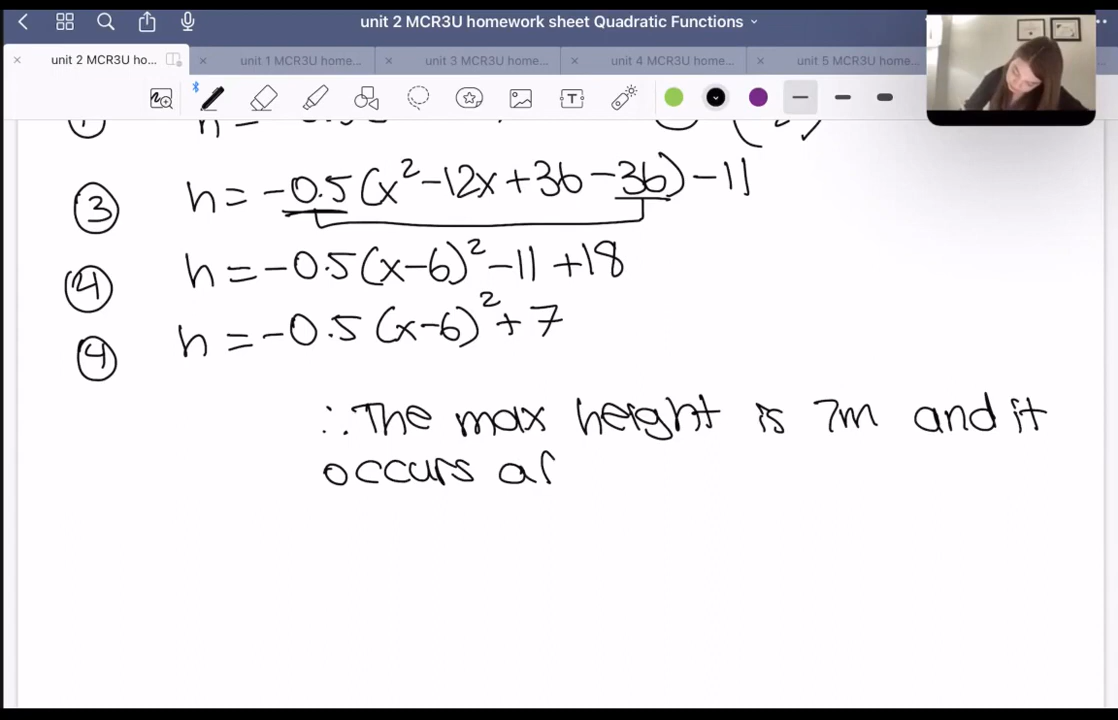 unit 2 MCR3U homework sheet Quadratic Functions
unit 2 MCR3U ho... unit 1 MCR3U home... unit 3 MCR3U home... unit 4 MCR3U home... unit 5 MCR3U home...
③ h = -0.5(x² -12x + 36 - 36) - 11
④ h = -0.5(x-6)² - 11 + 18
④ h = -0.5(x-6)² + 7
∴ The max height is 7m and it
occurs af